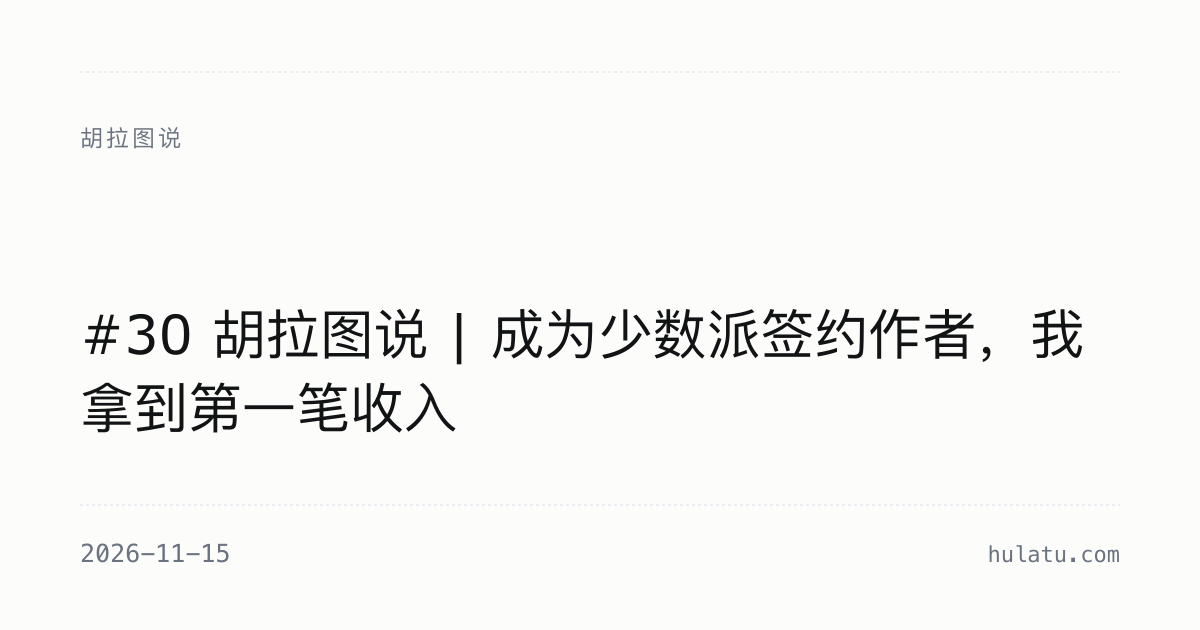 胡拉图说
#30 胡拉图说 | 成为少数派签约作者，我
拿到第一笔收入
2026-11-15
hulatu.com